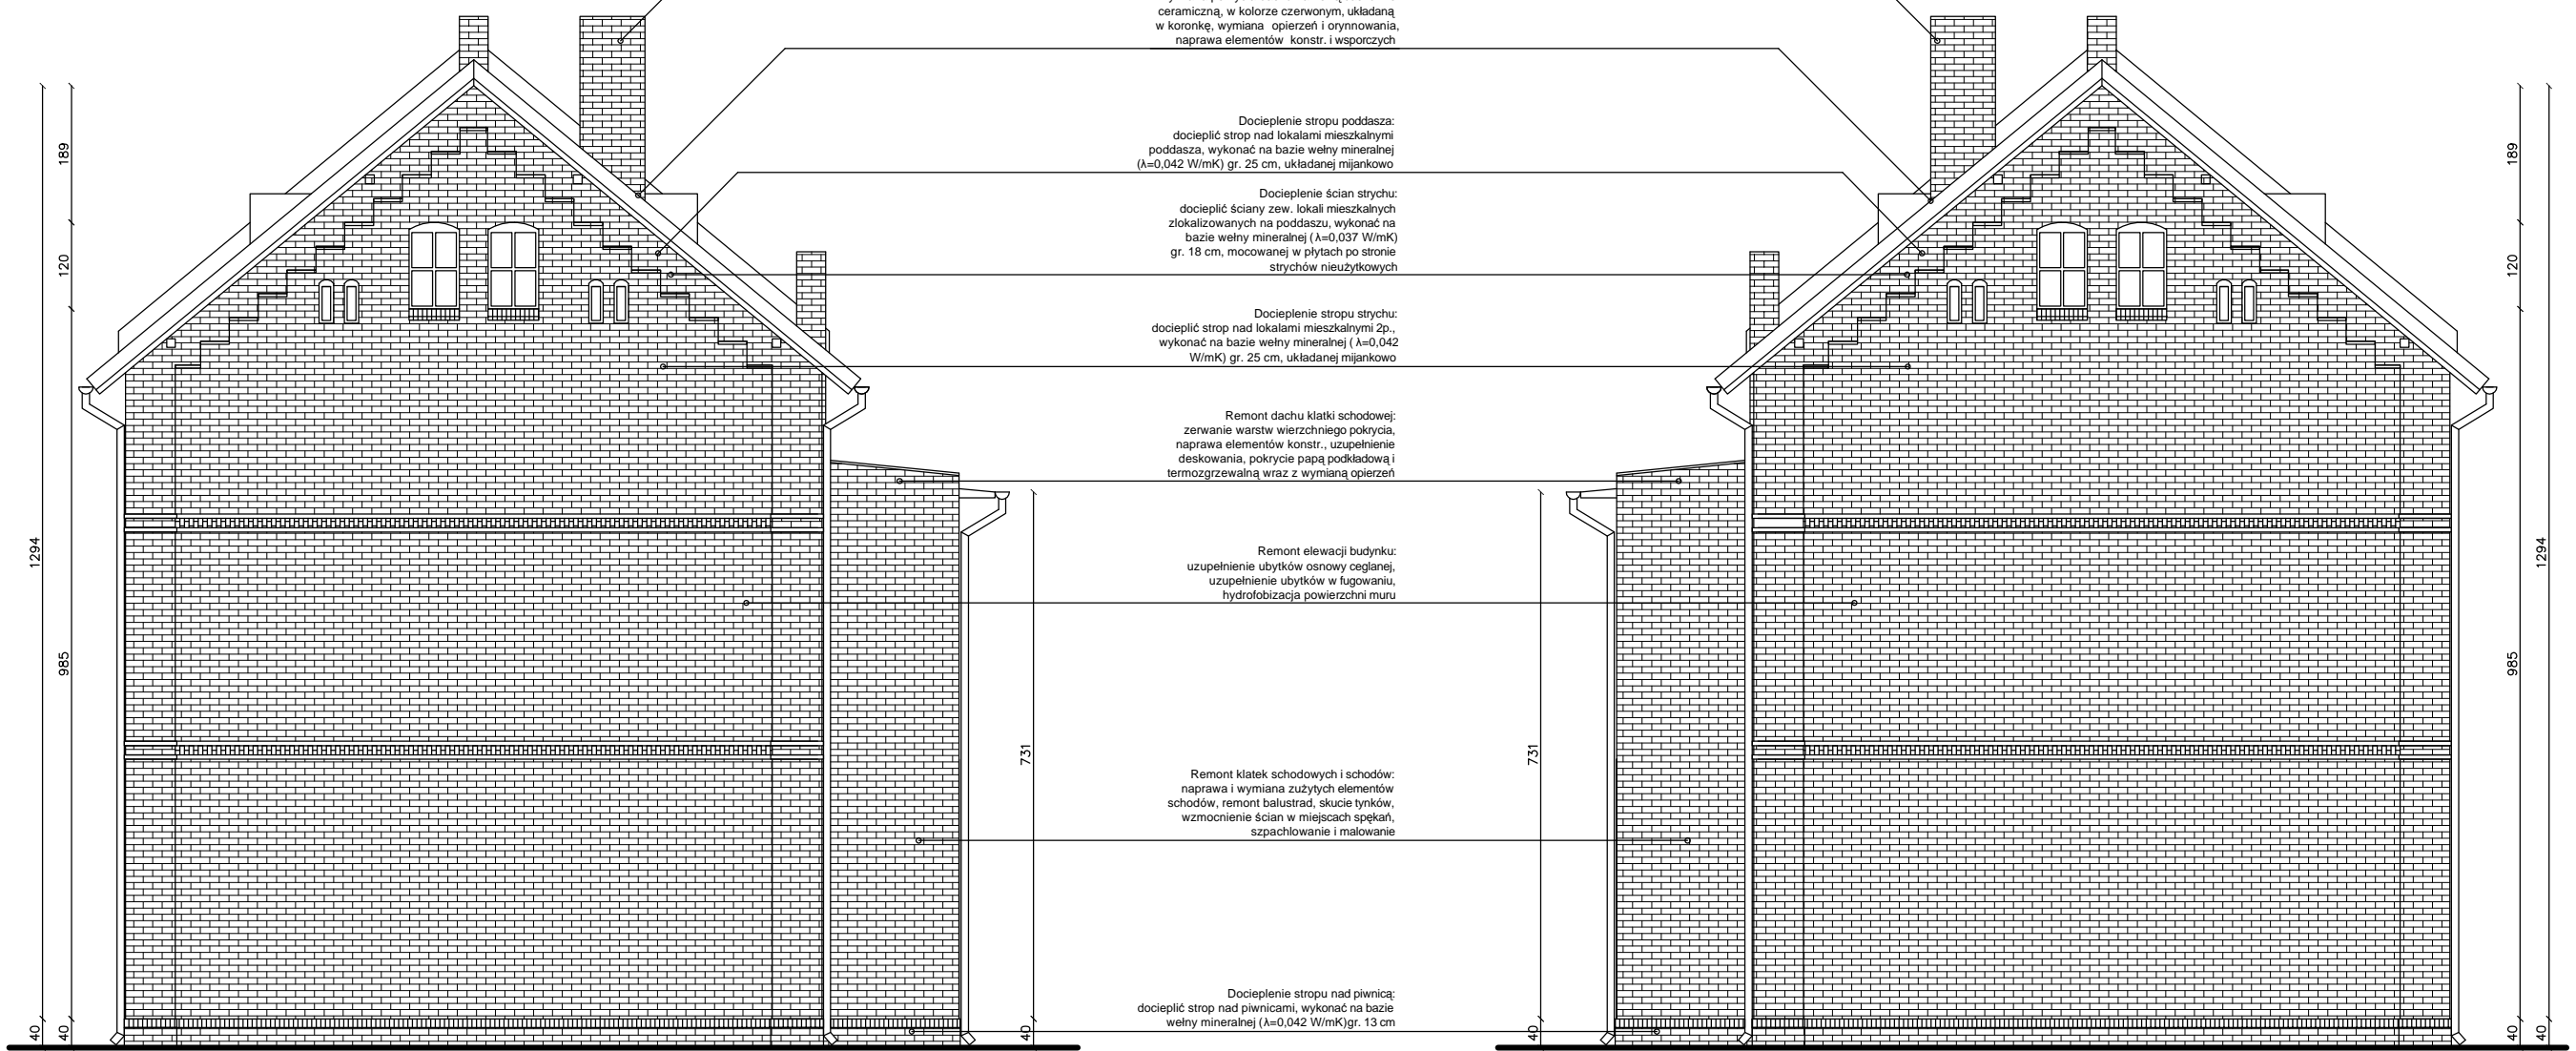 ceramiczną, w kolorze czerwonym, układaną
w koronkę, wymiana opierzeń i orynnowania,
naprawa elementów konstr. i wsporczych
Docieplenie stropu poddasza:
docieplić strop nad lokalami mieszkalnymi
poddasza, wykonać na bazie wełny mineralnej
(λ=0,042 W/mK) gr. 25 cm, układanej mijankowo
Docieplenie ścian strychu:
docieplić ściany zew. lokali mieszkalnych
zlokalizowanych na poddaszu, wykonać na
bazie wełny mineralnej (λ=0,037 W/mK)
gr. 18 cm, mocowanej w płytach po stronie
strychów nieużytkowych
Docieplenie stropu strychu:
docieplić strop nad lokalami mieszkalnymi 2p.,
wykonać na bazie wełny mineralnej ( λ=0,042
W/mK) gr. 25 cm, układanej mijankowo
Remont dachu klatki schodowej:
zerwanie warstw wierzchniego pokrycia,
naprawa elementów konstr., uzupełnienie
deskowania, pokrycie papą podkładową i
termozgrzewalną wraz z wymianą opierzeń
Remont elewacji budynku:
uzupełnienie ubytków osnowy ceglanej,
uzupełnienie ubytków w fugowaniu,
hydrofobizacja powierzchni muru
Remont klatek schodowych i schodów:
naprawa i wymiana zużytych elementów
schodów, remont balustrad, skucie tynków,
wzmocnienie ścian w miejscach spękań,
szpachlowanie i malowanie
Docieplenie stropu nad piwnicą:
docieplić strop nad piwnicami, wykonać na bazie
wełny mineralnej (λ=0,042 W/mK)gr. 13 cm
1294
40
189
120
985
40
731
40
731
40
189
120
985
40
1294
40